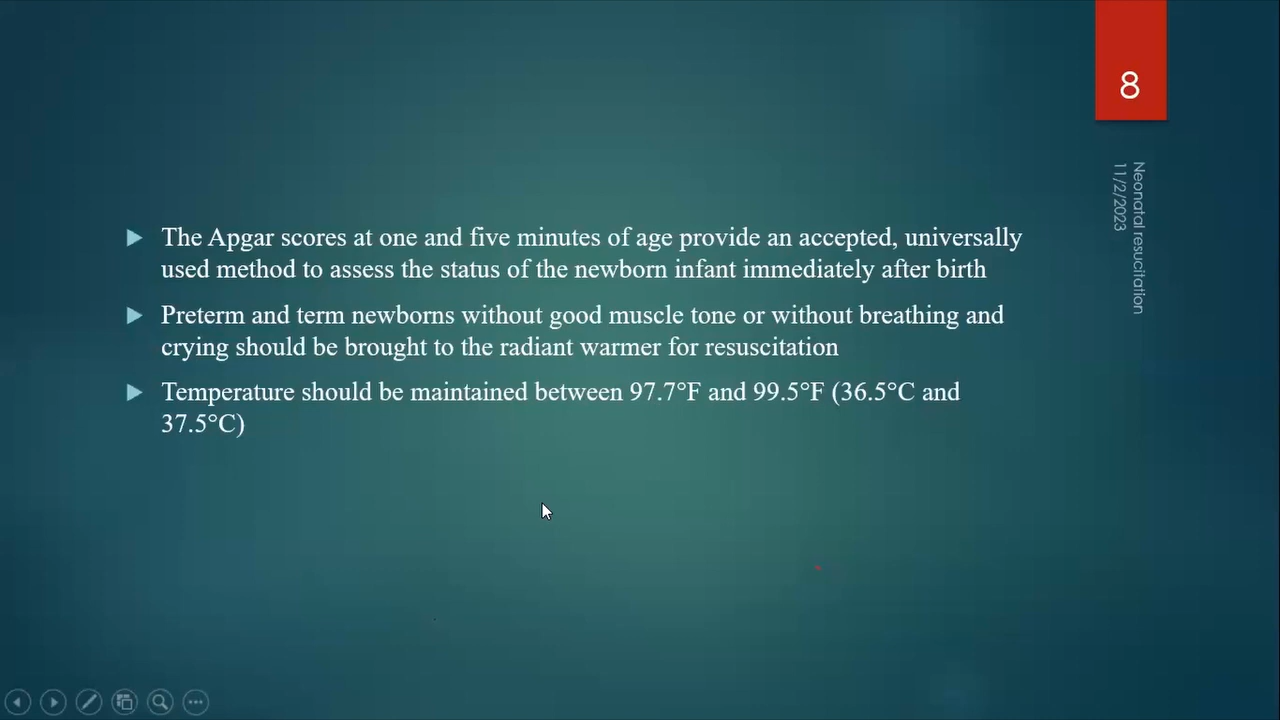 8
The Apgar scores at one and five minutes of age provide an accepted, universally
used method to assess the status of the newborn infant immediately after birth
Preterm and term newborns without good muscle tone or without breathing and
crying should be brought to the radiant warmer for resuscitation
Temperature should be maintained between 97.7°F and 99.5°F (36.5°C and
37.5°C)
Neonatal resucitation
11/2/2023